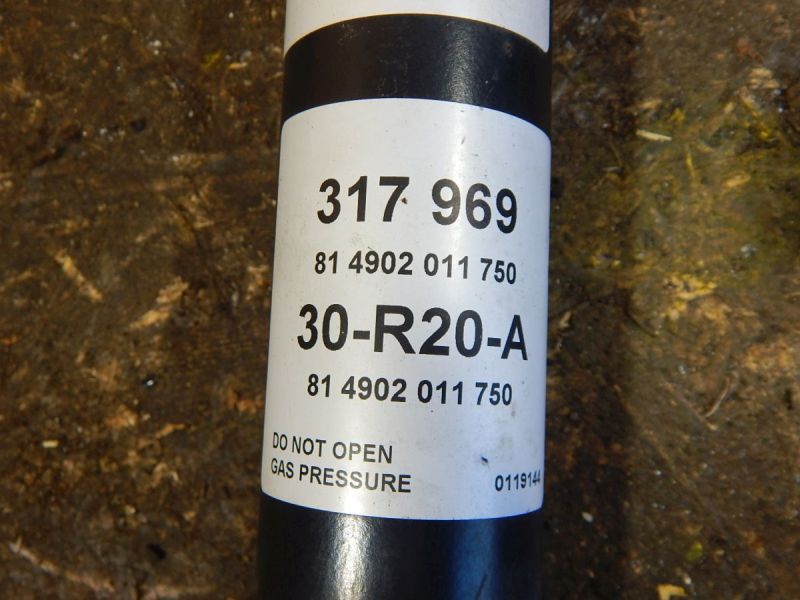 317 969
81 4902 011 750
30-R20-A
81 4902 011 750
DO NOT OPEN
GAS PRESSURE 0119144